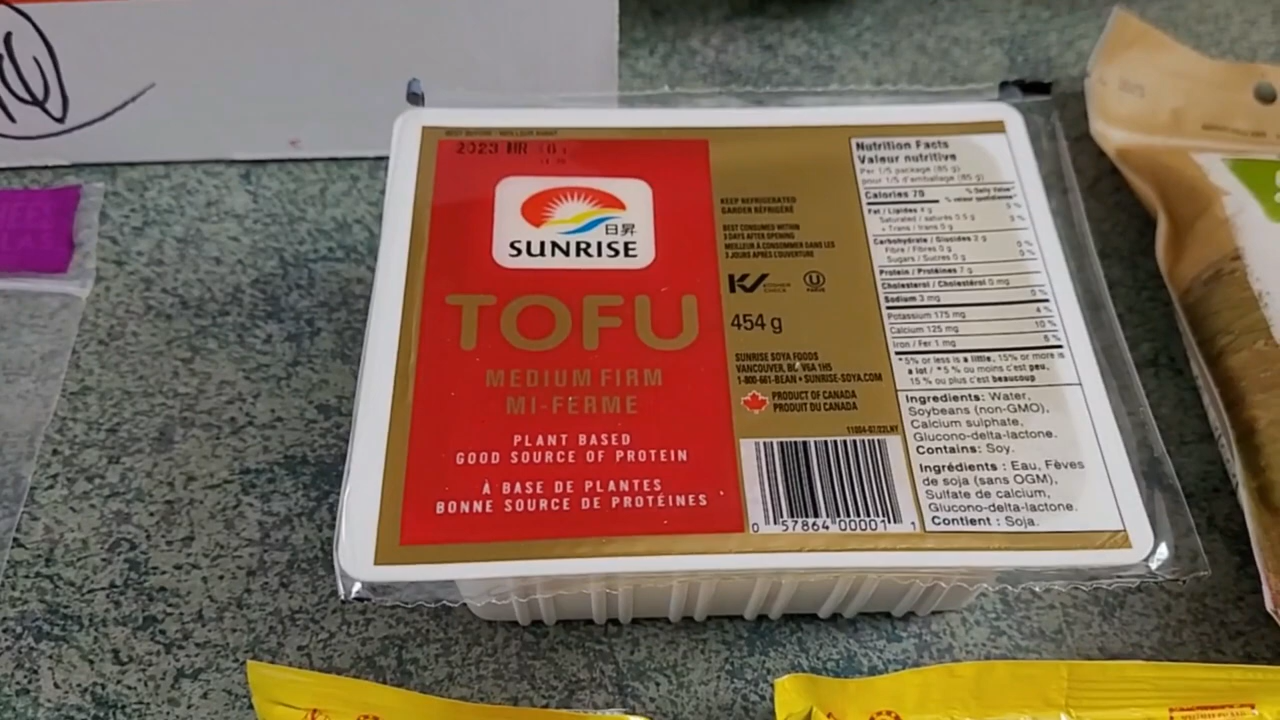 BEST BEFORE / MEILLEUR AVANT
2023
日昇
SUNRISE
TOFU
MEDIUM FIRM
MI-FERME
PLANT BASED
GOOD SOURCE OF PROTEIN
À BASE DE PLANTES
BONNE SOURCE DE PROTÉINES
KEEP REFRIGERATED
GARDER RÉFRIGÉRÉ
BEST CONSUMED WITHIN
3 DAYS AFTER OPENING
MEILLEUR À CONSOMMER DANS LES
3 JOURS APRÈS L'OUVERTURE
KOSHER
CHECK
U
PARVE
454 g
SUNRISE SOYA FOODS
VANCOUVER, BC, V6A 1H5
1-800-661-BEAN • SUNRISE-SOYA.COM
PRODUCT OF CANADA
PRODUIT DU CANADA
11004-07/22LNY
0 57864 00001 1
Nutrition Facts
Valeur nutritive
Per 1/5 package (85 g)
pour 1/5 d'emballage (85 g)
Calories 70 % Daily Value*
% valeur quotidienne*
Fat / Lipides 4 g 5 %
Saturated / saturés 0.5 g
+ Trans / trans 0 g 3 %
Carbohydrate / Glucides 2 g
Fibre / Fibres 0 g 0 %
Sugars / Sucres 0 g 0 %
Protein / Protéines 7 g
Cholesterol / Cholestérol 0 mg
Sodium 3 mg 0 %
Potassium 175 mg 4 %
Calcium 125 mg 10 %
Iron / Fer 1 mg 6 %
*5% or less is a little, 15% or more is
a lot / *5 % ou moins c'est peu,
15 % ou plus c'est beaucoup
Ingredients: Water,
Soybeans (non-GMO),
Calcium sulphate,
Glucono-delta-lactone.
Contains: Soy.
Ingrédients : Eau, Fèves
de soja (sans OGM),
Sulfate de calcium,
Glucono-delta-lactone.
Contient : Soja.